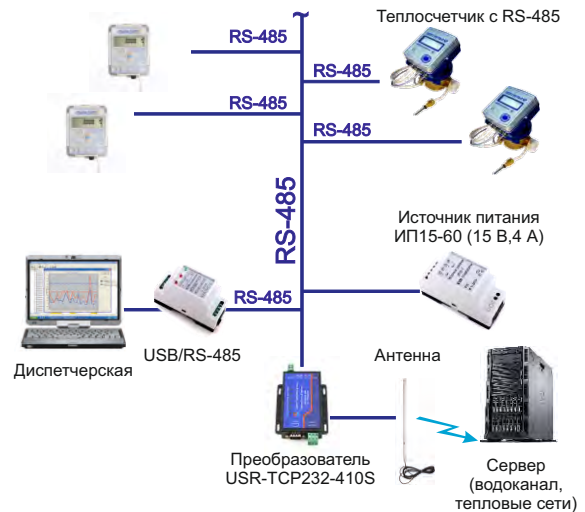 Теплосчетчик с RS-485
RS-485
RS-485
RS-485
RS-485
RS-485
Источник питания
ИП15-60 (15 В,4 А)
RS-485
USB/RS-485
Диспетчерская
Антенна
Преобразователь
USR-TCP232-410S
Сервер
(водоканал,
тепловые сети)